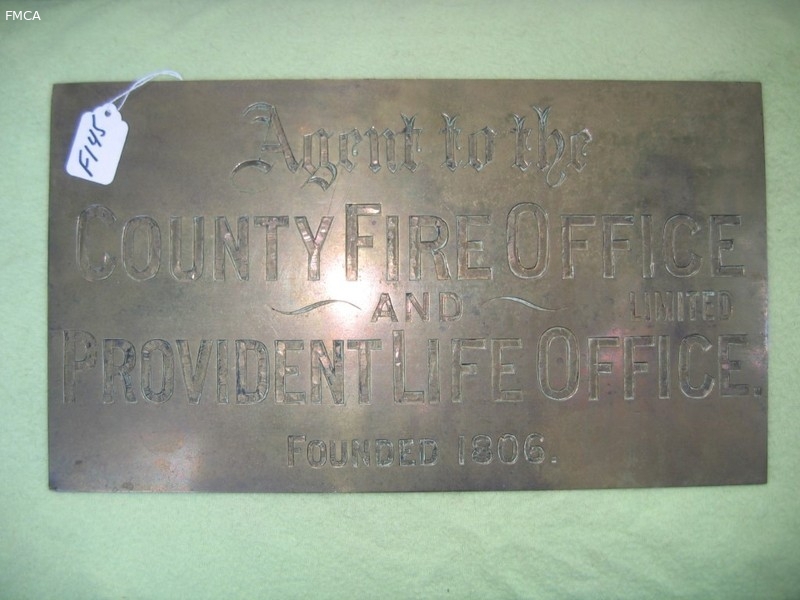 FMCA
F145
Agent to the
COUNTY FIRE OFFICE
AND LIMITED
PROVIDENT LIFE OFFICE.
FOUNDED 1806.